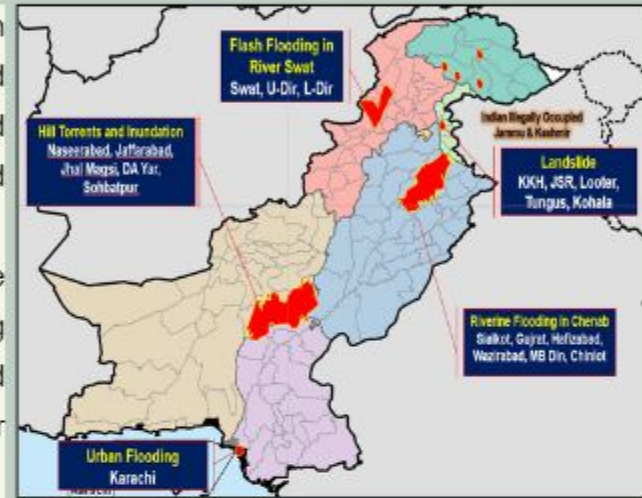 Flash Flooding in
River Swat
Swat, U-Dir, L-Dir
Hill Torrents and Inundation
Naseerabad, Jaffarabad,
Jhal Magsi, DA Yar,
Sohbatpur
Indian Illegally Occupied
Jammu & Kashmir
Landslide
KKH, JSR, Looter,
Tungus, Kohala
Riverine Flooding in Chenab
Sialkot, Gujrat, Hafizabad,
Wazirabad, MB Din, Chiniot
Urban Flooding
Karachi